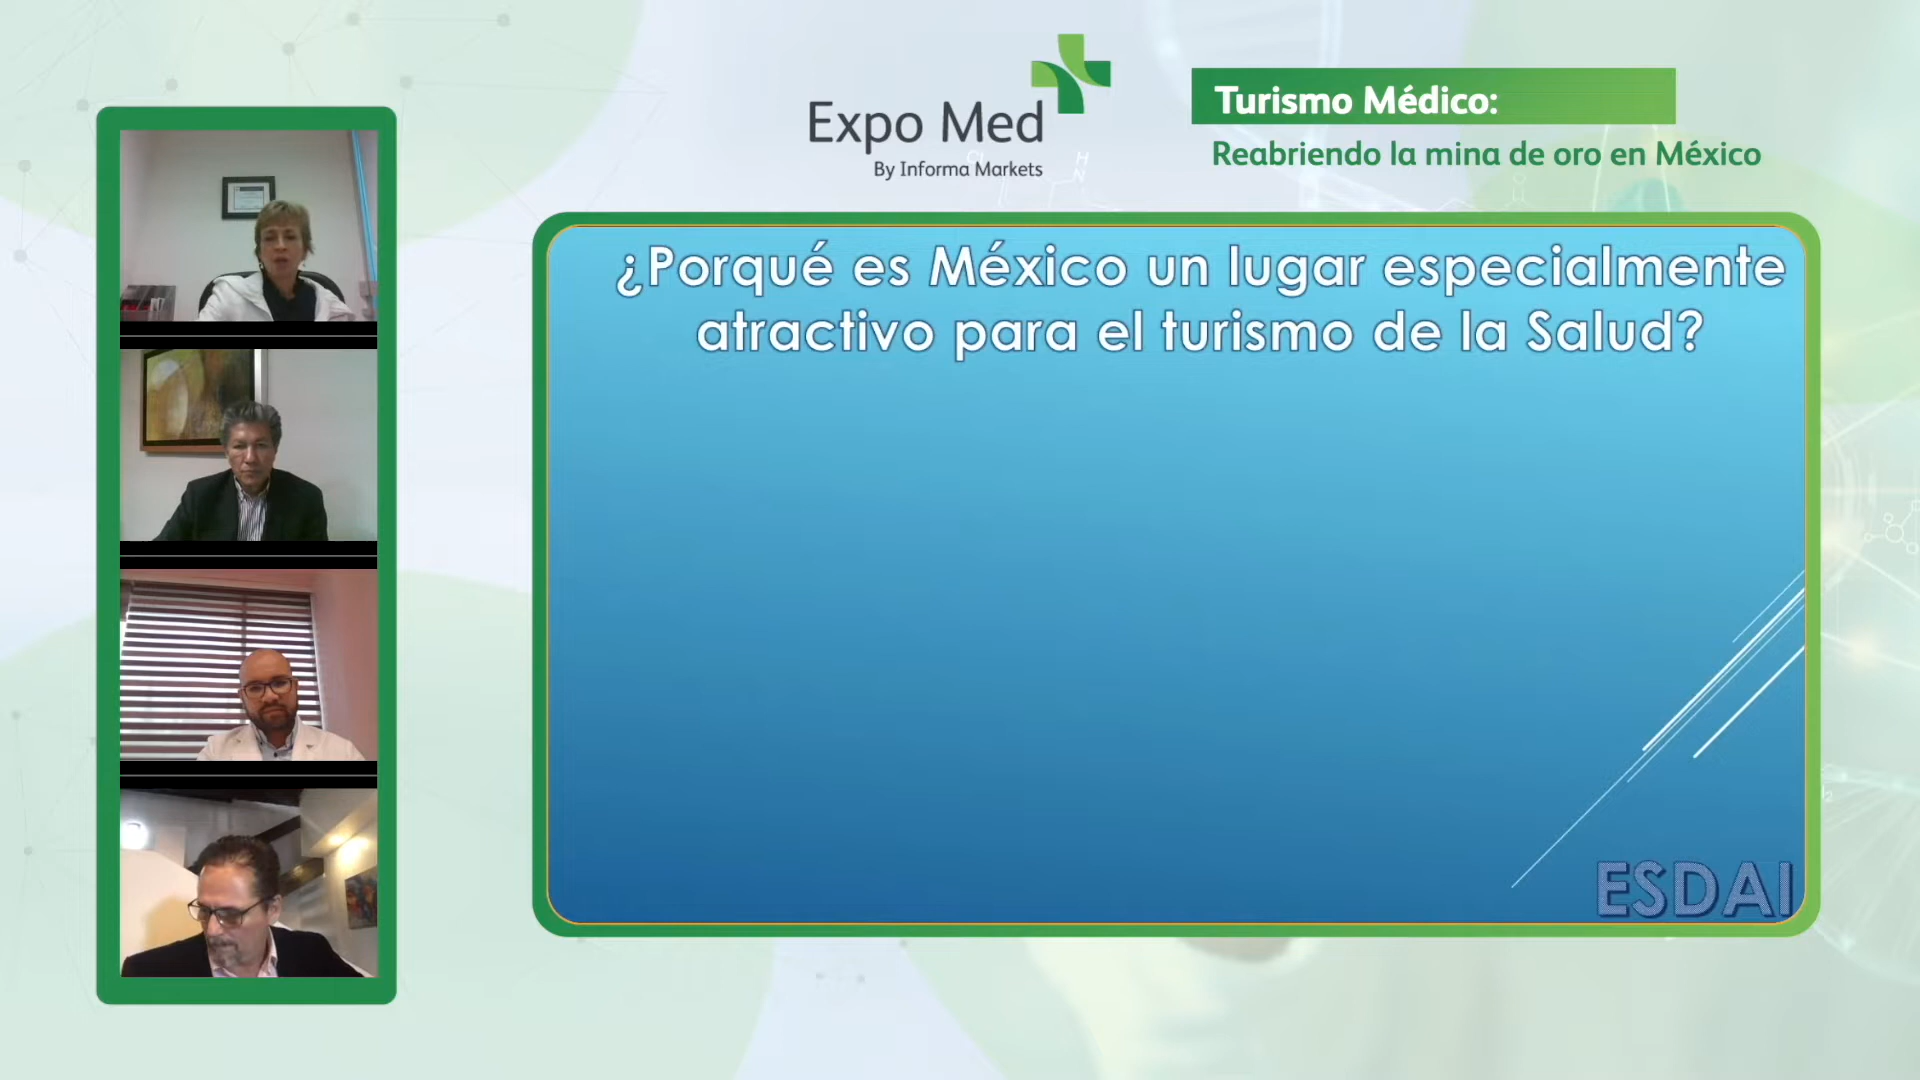 Expo Med
By Informa Markets
Turismo Médico:
Reabriendo la mina de oro en México
¿Porqué es México un lugar especialmente
atractivo para el turismo de la Salud?
ESDAI